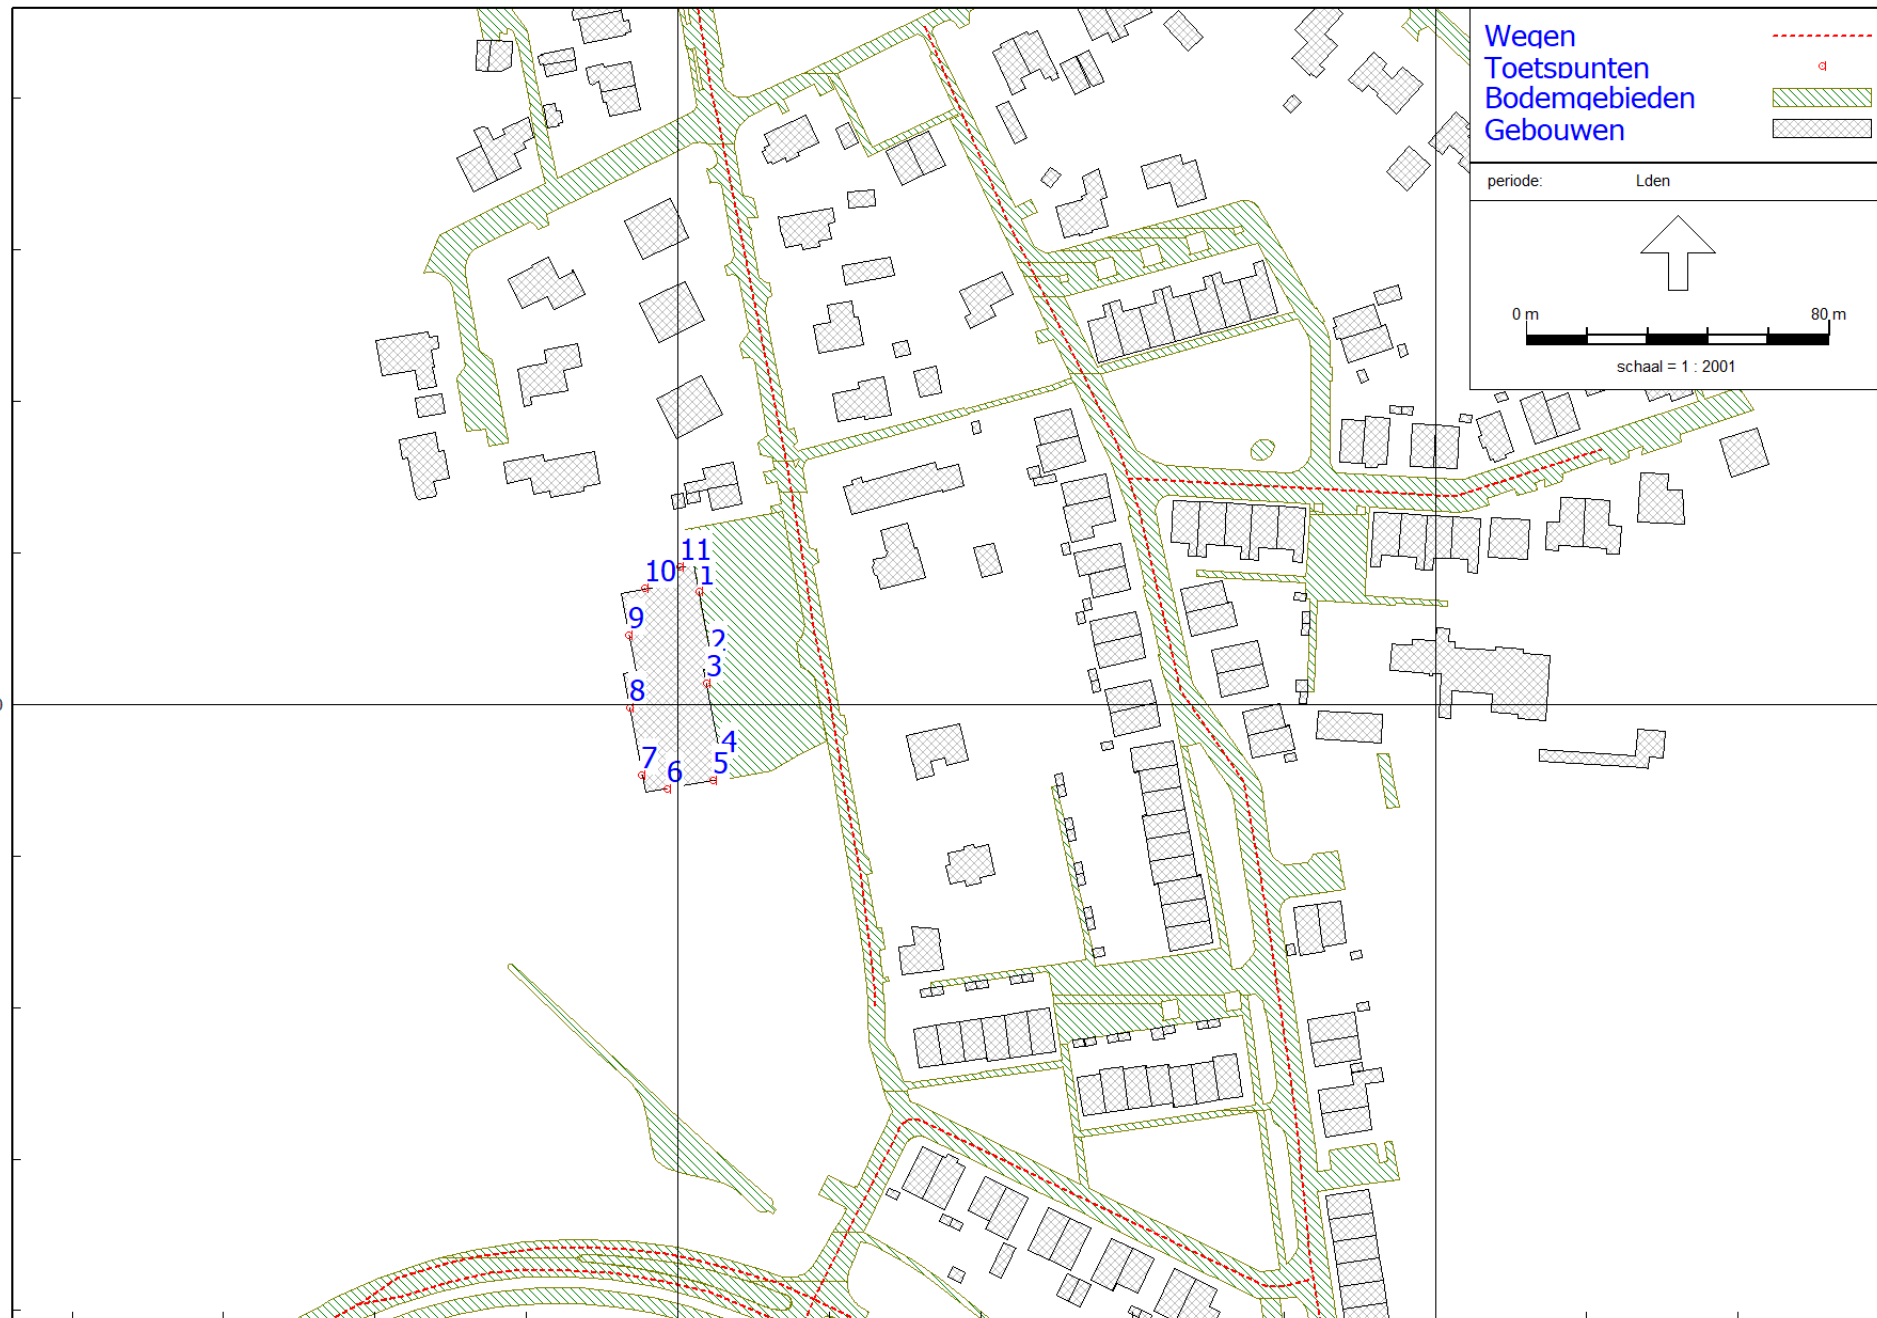 Wegen
Toetspunten
Bodemgebieden
Gebouwen
periode: Lden
0 m 80 m
schaal = 1 : 2001
11
10 1
9 2
3
8
4
7 6 5